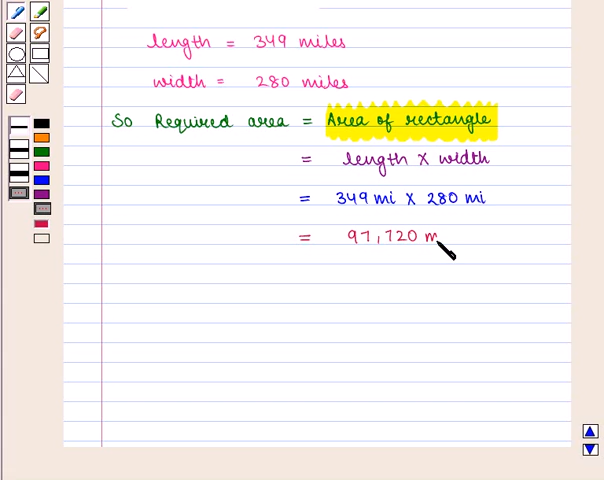 length = 349 miles
width = 280 miles
So Required area = Area of rectangle
= length × width
= 349 mi × 280 mi
= 97,720 m